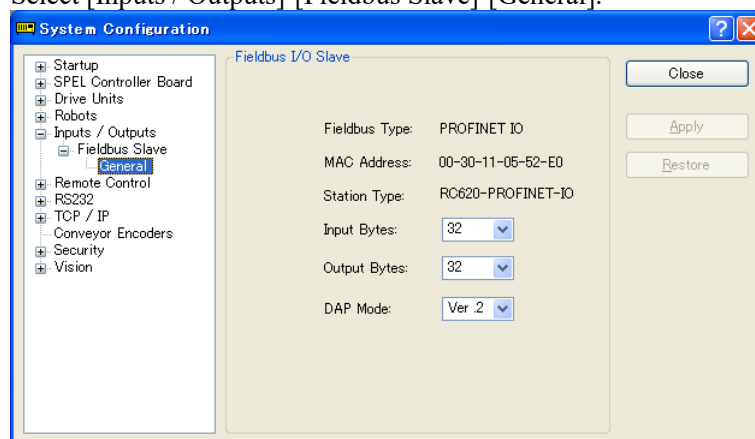 Select [Inputs / Outputs]-[Fieldbus Slave]-[General].
System Configuration
Startup
SPEL Controller Board
Drive Units
Robots
Inputs / Outputs
Fieldbus Slave
General
Remote Control
RS232
TCP / IP
Conveyor Encoders
Security
Vision
Fieldbus I/O Slave
Fieldbus Type: PROFINET IO
MAC Address: 00-30-11-05-52-E0
Station Type: RC620-PROFINET-IO
Input Bytes: 32
Output Bytes: 32
DAP Mode: Ver .2
Close
Apply
Restore